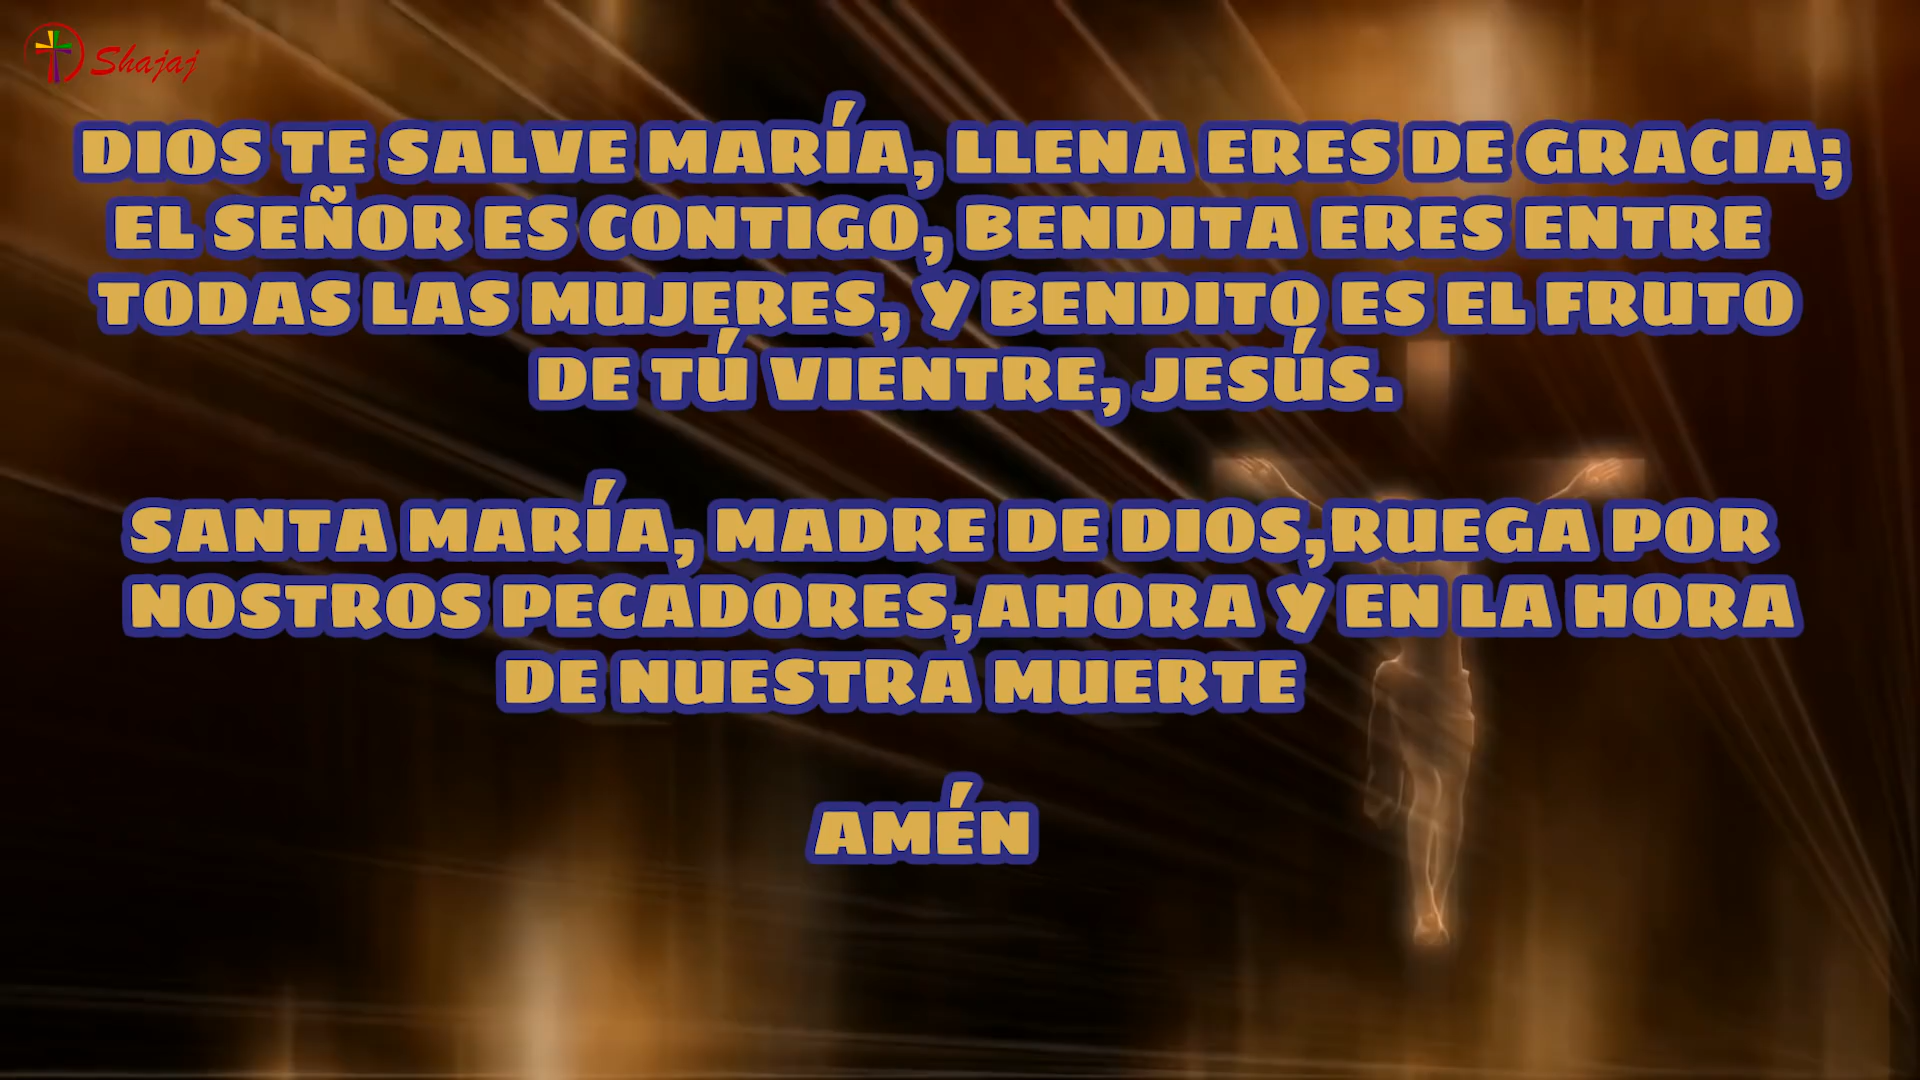 Shajaj
DIOS TE SALVE MARÍA, LLENA ERES DE GRACIA;
EL SEÑOR ES CONTIGO, BENDITA ERES ENTRE
TODAS LAS MUJERES, Y BENDITO ES EL FRUTO
DE TÚ VIENTRE, JESÚS.
SANTA MARÍA, MADRE DE DIOS,RUEGA POR
NOSTROS PECADORES,AHORA Y EN LA HORA
DE NUESTRA MUERTE
AMÉN